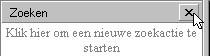 Zoeken
Klik hier om een nieuwe zoekactie te
starten